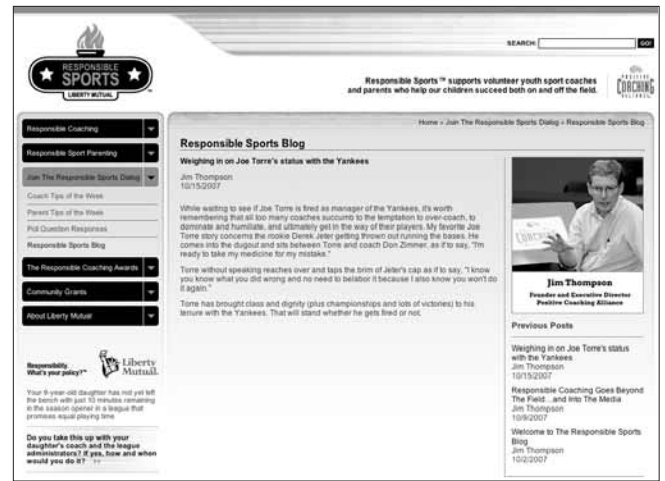 RESPONSIBLE
SPORTS
LIBERTY MUTUAL
SEARCH:
GO!
Responsible Sports ™ supports volunteer youth sport coaches
and parents who help our children succeed both on and off the field.
POSITIVE
COACHING
ALLIANCE
Home » Join The Responsible Sports Dialog » Responsible Sports Blog
Responsible Coaching
Responsible Sport Parenting
Join The Responsible Sports Dialog
Coach Tips of the Week
Parent Tips of the Week
Poll Question Responses
Responsible Sports Blog
The Responsible Coaching Awards
Community Grants
About Liberty Mutual
Responsibility.
What's your policy?™
Liberty
Mutual.
Your 9-year-old daughter has not yet left
the bench with just 10 minutes remaining
in the season opener in a league that
promises equal playing time.
Do you take this up with your
daughter's coach and the league
administrators? If yes, how and when
would you do it?
Responsible Sports Blog
Weighing in on Joe Torre's status with the Yankees
Jim Thompson
10/15/2007
While waiting to see if Joe Torre is fired as manager of the Yankees, it's worth
remembering that all too many coaches succumb to the temptation to over-coach, to
dominate and humiliate, and ultimately get in the way of their players. My favorite Joe
Torre story concerns the rookie Derek Jeter getting thrown out running the bases. He
comes into the dugout and sits between Torre and coach Don Zimmer, as if to say, "I'm
ready to take my medicine for my mistake."
Torre without speaking reaches over and taps the brim of Jeter's cap as if to say, "I know
you know what you did wrong and no need to belabor it because I also know you won't do
it again."
Torre has brought class and dignity (plus championships and lots of victories) to his
tenure with the Yankees. That will stand whether he gets fired or not.
Jim Thompson
Founder and Executive Director
Positive Coaching Alliance
Previous Posts
Weighing in on Joe Torre's status
with the Yankees
Jim Thompson
10/15/2007
Responsible Coaching Goes Beyond
The Field...and Into The Media
Jim Thompson
10/9/2007
Welcome to The Responsible Sports
Blog
Jim Thompson
10/2/2007